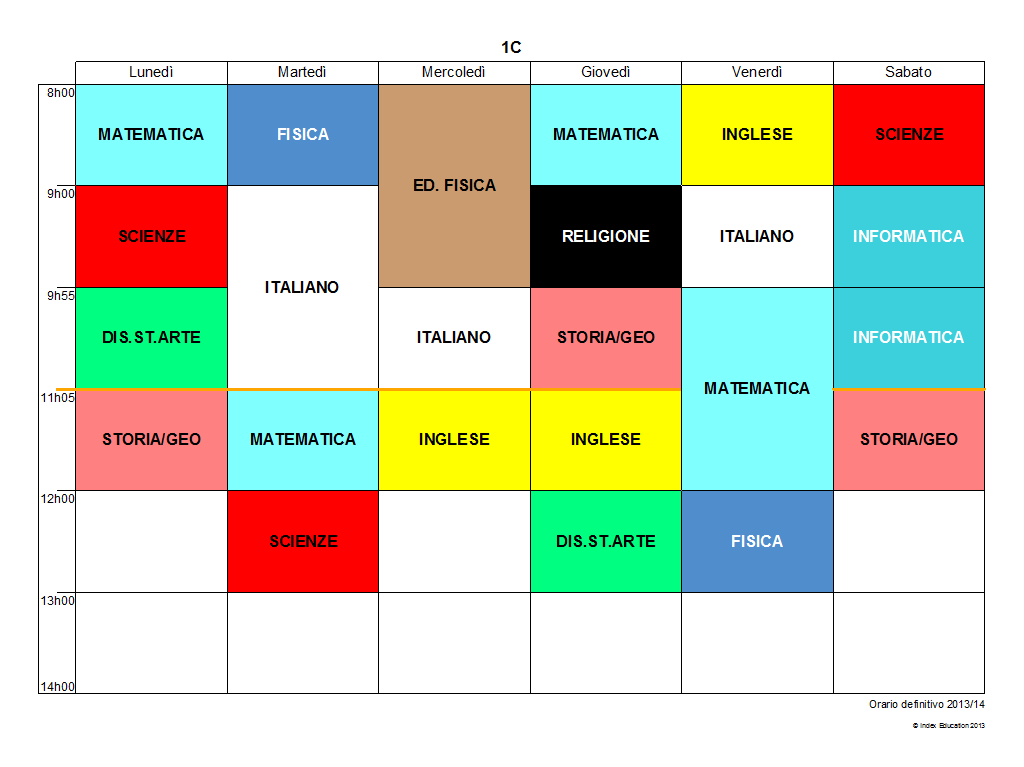 1C
Lunedì Martedì Mercoledì Giovedì Venerdì Sabato
8h00
MATEMATICA FISICA ED. FISICA MATEMATICA INGLESE SCIENZE
9h00
SCIENZE ITALIANO RELIGIONE ITALIANO INFORMATICA
9h55
DIS.ST.ARTE ITALIANO STORIA/GEO MATEMATICA INFORMATICA
11h05
STORIA/GEO MATEMATICA INGLESE INGLESE STORIA/GEO
12h00
SCIENZE DIS.ST.ARTE FISICA
13h00
14h00
Orario definitivo 2013/14
© Index Education 2013